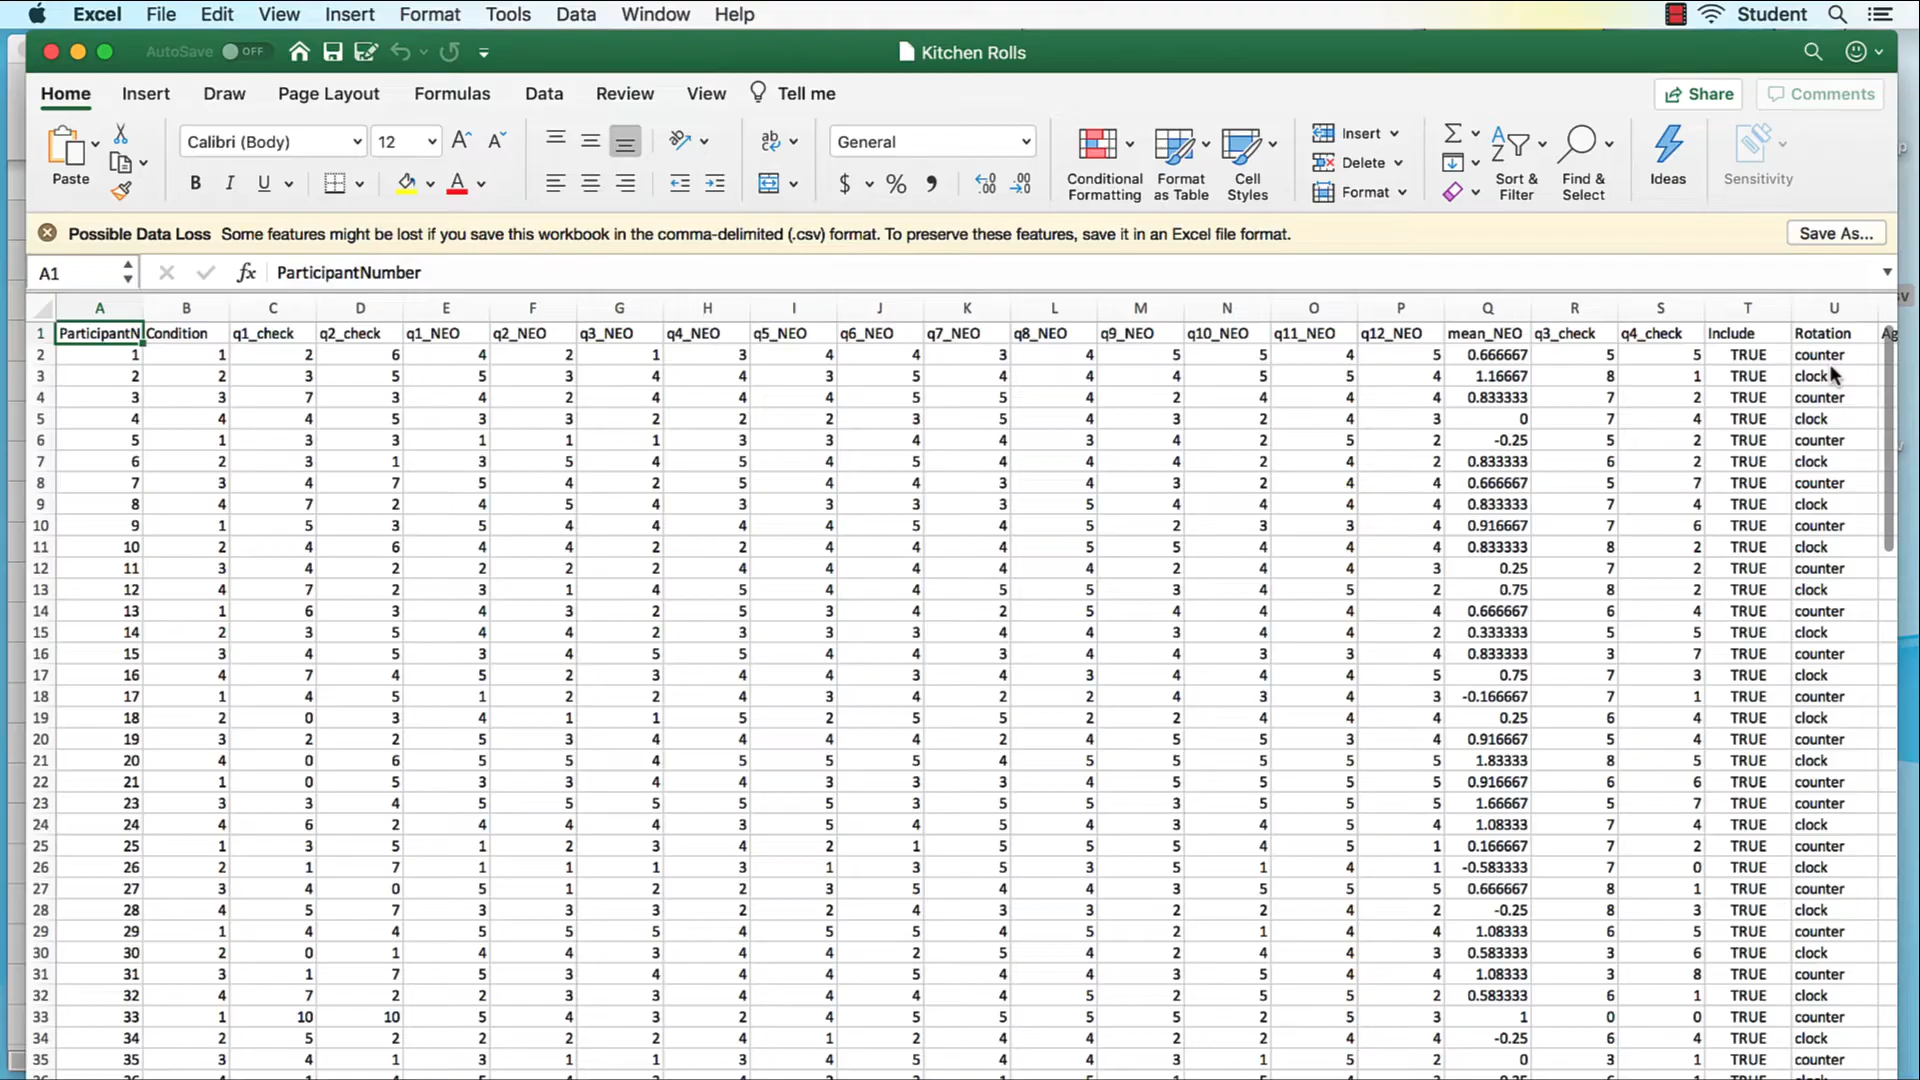 Excel File Edit View Insert Format Tools Data Window Help Student
AutoSave OFF Kitchen Rolls
Home Insert Draw Page Layout Formulas Data Review View Tell me Share Comments
Paste Calibri (Body) 12 A^ A˅ ab General Conditional Formatting Format as Table Cell Styles Insert Delete Format Sort & Filter Find & Select Ideas Sensitivity
B I U A $ % ,
Possible Data Loss Some features might be lost if you save this workbook in the comma-delimited (.csv) format. To preserve these features, save it in an Excel file format. Save As...
A1 fx ParticipantNumber
A B C D E F G H I J K L M N O P Q R S T U
1 ParticipantN Condition q1_check q2_check q1_NEO q2_NEO q3_NEO q4_NEO q5_NEO q6_NEO q7_NEO q8_NEO q9_NEO q10_NEO q11_NEO q12_NEO mean_NEO q3_check q4_check Include Rotation Ag
2 1 1 2 6 4 2 1 3 4 4 3 4 5 5 4 5 0.666667 5 5 TRUE counter
3 2 2 3 5 5 3 4 4 3 5 4 4 4 5 5 4 1.16667 8 1 TRUE clock
4 3 3 7 3 4 2 4 4 4 5 5 4 2 4 4 4 0.833333 7 2 TRUE counter
5 4 4 4 5 3 3 2 2 2 3 5 4 3 2 4 3 0 7 4 TRUE clock
6 5 1 3 3 1 1 1 3 3 4 4 3 4 2 5 2 -0.25 5 2 TRUE counter
7 6 2 3 1 3 5 4 5 4 5 4 4 4 2 4 2 0.833333 6 2 TRUE clock
8 7 3 4 7 5 4 2 5 4 4 3 4 3 2 4 4 0.666667 5 7 TRUE counter
9 8 4 7 2 4 5 4 3 3 3 3 5 4 4 4 4 0.833333 7 4 TRUE clock
10 9 1 5 3 5 4 4 4 4 4 4 4 5 2 3 3 4 0.916667 7 6 TRUE counter
11 10 2 4 6 4 4 2 2 4 4 4 5 5 4 4 4 0.833333 8 2 TRUE clock
12 11 3 4 2 2 2 2 4 4 4 4 4 2 4 4 3 0.25 7 2 TRUE counter
13 12 4 7 2 3 1 4 5 4 4 5 5 3 4 5 2 0.75 8 2 TRUE clock
14 13 1 6 3 4 3 2 5 3 4 2 5 4 4 4 4 0.666667 6 4 TRUE counter
15 14 2 3 5 4 4 2 3 3 3 4 4 3 4 4 2 0.333333 5 5 TRUE clock
16 15 3 4 5 3 4 5 5 4 4 3 4 4 3 3 4 0.833333 3 7 TRUE counter
17 16 4 7 4 5 2 3 4 4 3 4 3 4 4 4 5 0.75 7 3 TRUE clock
18 17 1 4 5 1 2 2 4 3 4 2 2 4 3 4 3 -0.166667 7 1 TRUE counter
19 18 2 0 3 4 1 1 5 2 5 5 2 2 4 4 4 0.25 6 4 TRUE clock
20 19 3 2 2 5 3 4 4 4 4 2 4 5 5 3 4 0.916667 5 4 TRUE counter
21 20 4 0 6 5 5 4 5 5 5 4 5 5 5 5 5 1.83333 8 5 TRUE clock
22 21 1 0 5 3 3 4 4 4 3 3 4 5 5 5 5 0.916667 6 6 TRUE counter
23 23 3 3 4 5 5 5 5 5 3 5 5 3 5 5 5 1.66667 5 7 TRUE counter
24 24 4 6 2 4 4 4 3 5 4 5 4 3 4 5 4 1.08333 7 4 TRUE clock
25 25 1 3 5 1 2 3 4 2 1 5 5 5 4 5 1 0.166667 7 2 TRUE counter
26 26 2 1 7 1 1 1 3 1 3 5 3 5 1 4 1 -0.583333 7 0 TRUE clock
27 27 3 4 0 5 1 2 2 3 5 4 4 3 5 5 5 0.666667 8 1 TRUE counter
28 28 4 5 7 3 3 3 2 2 4 3 3 2 2 4 2 -0.25 8 3 TRUE clock
29 29 1 4 4 5 5 5 4 5 5 4 5 2 1 4 4 1.08333 6 5 TRUE counter
30 30 2 0 1 4 4 3 4 4 2 5 4 2 4 4 3 0.583333 3 6 TRUE clock
31 31 3 1 7 5 3 4 4 4 5 4 4 3 5 4 4 1.08333 3 8 TRUE counter
32 32 4 7 2 2 3 3 4 4 4 4 5 2 5 5 2 0.583333 6 1 TRUE clock
33 33 1 10 10 5 4 3 2 4 5 5 5 5 2 5 3 1 0 0 TRUE counter
34 34 2 5 2 2 2 2 4 1 2 4 4 2 2 4 4 -0.25 6 1 TRUE clock
35 35 3 4 1 3 1 1 3 4 5 4 4 3 1 5 2 0 3 1 TRUE counter